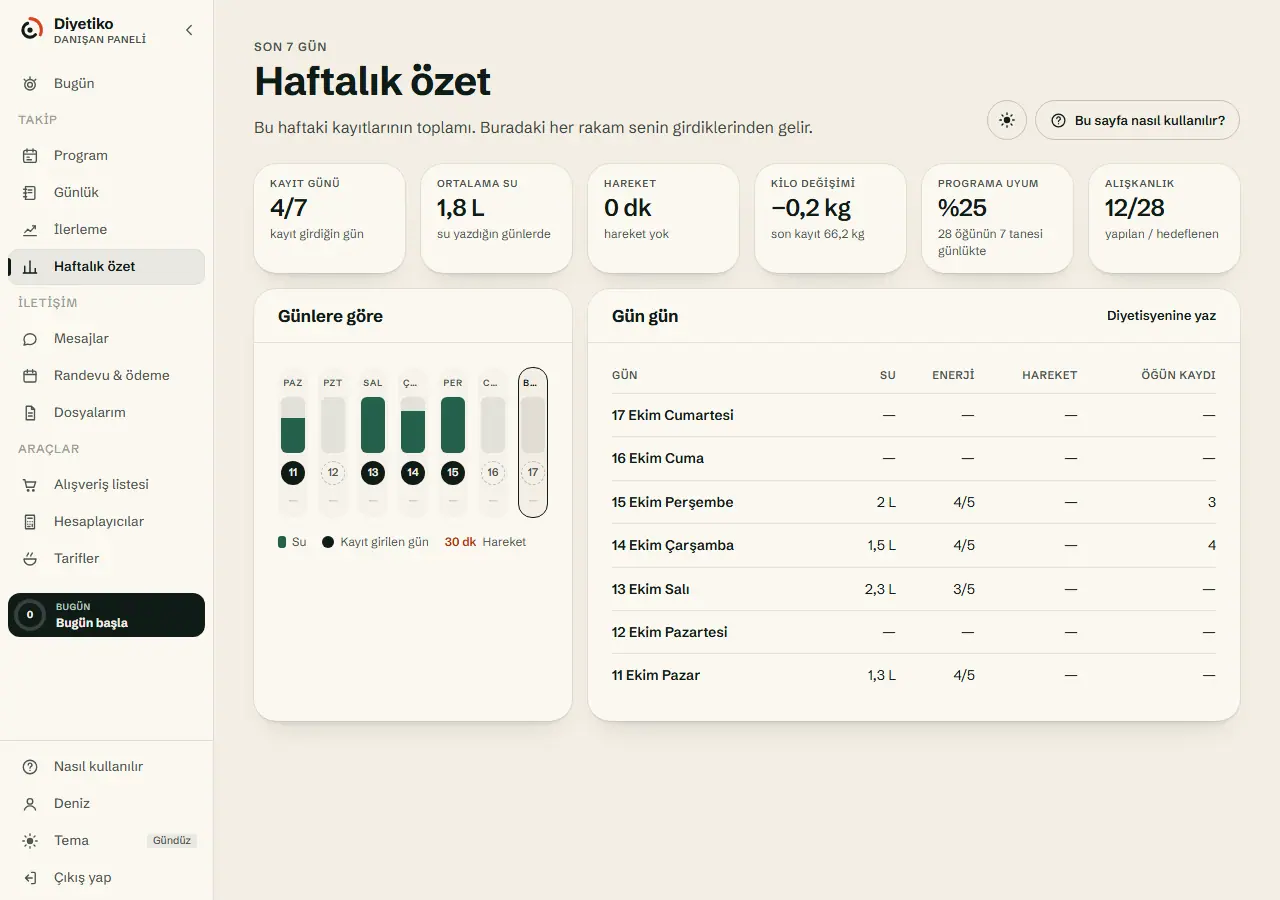 Diyetiko
DANIŞAN PANELİ
Bugün
TAKİP
Program
Günlük
İlerleme
Haftalık özet
İLETİŞİM
Mesajlar
Randevu & ödeme
Dosyalarım
ARAÇLAR
Alışveriş listesi
Hesaplayıcılar
Tarifler
0
BUGÜN
Bugün başla
Nasıl kullanılır
Deniz
Tema
Gündüz
Çıkış yap
SON 7 GÜN
Haftalık özet
Bu haftaki kayıtlarının toplamı. Buradaki her rakam senin girdiklerinden gelir.
Bu sayfa nasıl kullanılır?
KAYIT GÜNÜ
4/7
kayıt girdiğin gün
ORTALAMA SU
1,8 L
su yazdığın günlerde
HAREKET
0 dk
hareket yok
KİLO DEĞİŞİMİ
−0,2 kg
son kayıt 66,2 kg
PROGRAMA UYUM
%25
28 öğünün 7 tanesi
günlükte
ALIŞKANLIK
12/28
yapılan / hedeflenen
Günlere göre
PAZ PZT SAL Ç… PER C… B…
11 12 13 14 15 16 17
— — — — — — —
Su Kayıt girilen gün 30 dk Hareket
Gün gün
Diyetisyenine yaz
GÜN SU ENERJİ HAREKET ÖĞÜN KAYDI
17 Ekim Cumartesi — — — —
16 Ekim Cuma — — — —
15 Ekim Perşembe 2 L 4/5 — 3
14 Ekim Çarşamba 1,5 L 4/5 — 4
13 Ekim Salı 2,3 L 3/5 — —
12 Ekim Pazartesi — — — —
11 Ekim Pazar 1,3 L 4/5 — —